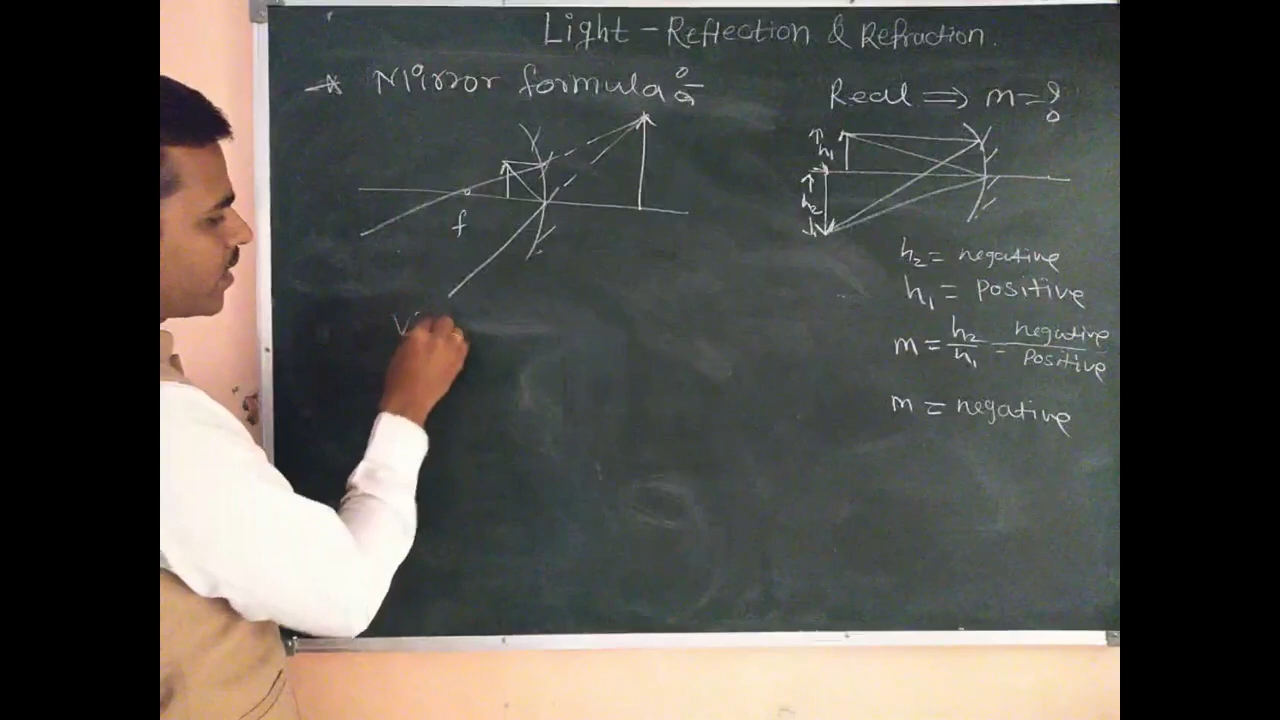 Light - Reflection & Refraction.
Mirror formula :-
Real ⇒ m = ?
h1
h2
f
h2 = negative
h1 = positive
m = h2/h1 = negative/positive
m = negative
V